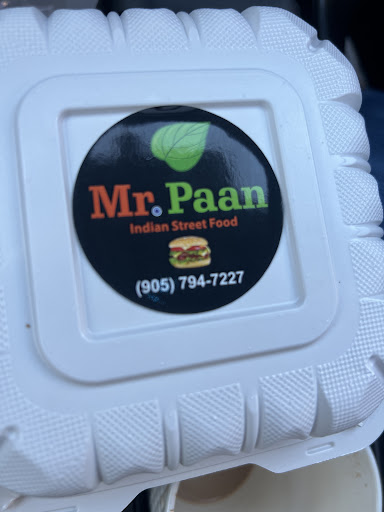 Mr. Paan
Indian Street Food
(905) 794-7227